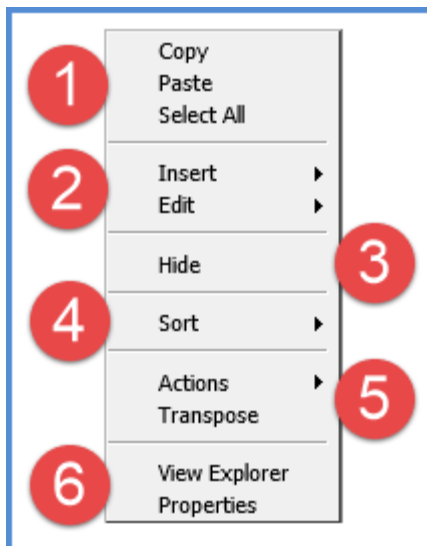 1
Copy
Paste
Select All
2
Insert
Edit
Hide
3
4
Sort
Actions
5
Transpose
6
View Explorer
Properties